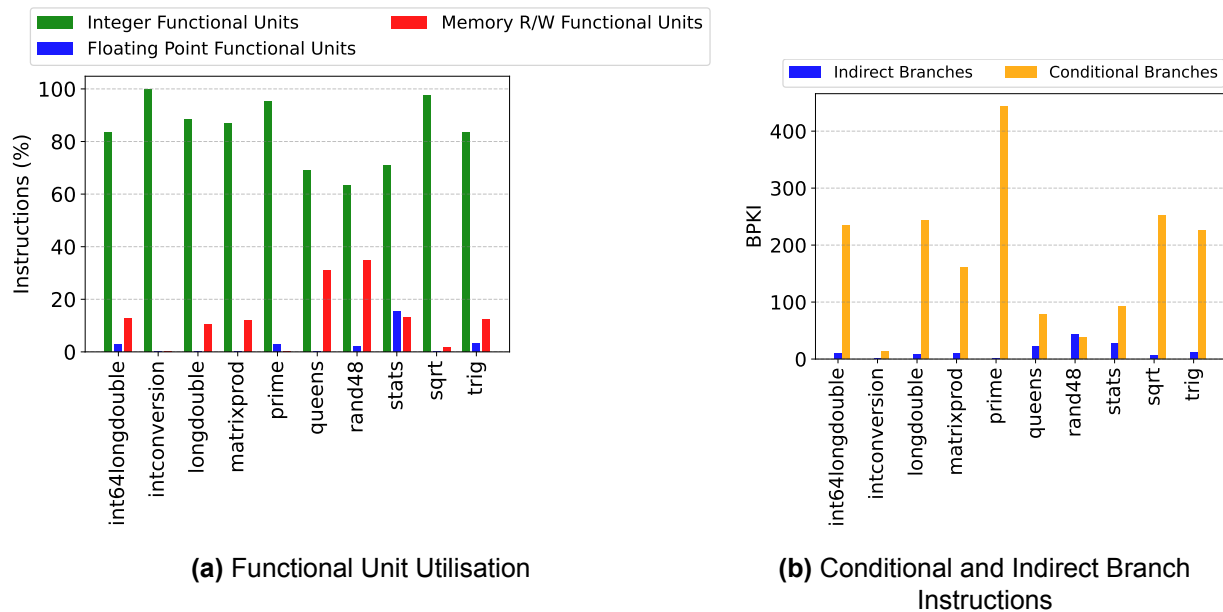 Integer Functional Units
Floating Point Functional Units
Memory R/W Functional Units
Instructions (%)
100
80
60
40
20
0
int64longdouble
intconversion
longdouble
matrixprod
prime
queens
rand48
stats
sqrt
trig
(a) Functional Unit Utilisation
Indirect Branches
Conditional Branches
BPKI
400
300
200
100
0
int64longdouble
intconversion
longdouble
matrixprod
prime
queens
rand48
stats
sqrt
trig
(b) Conditional and Indirect Branch
Instructions